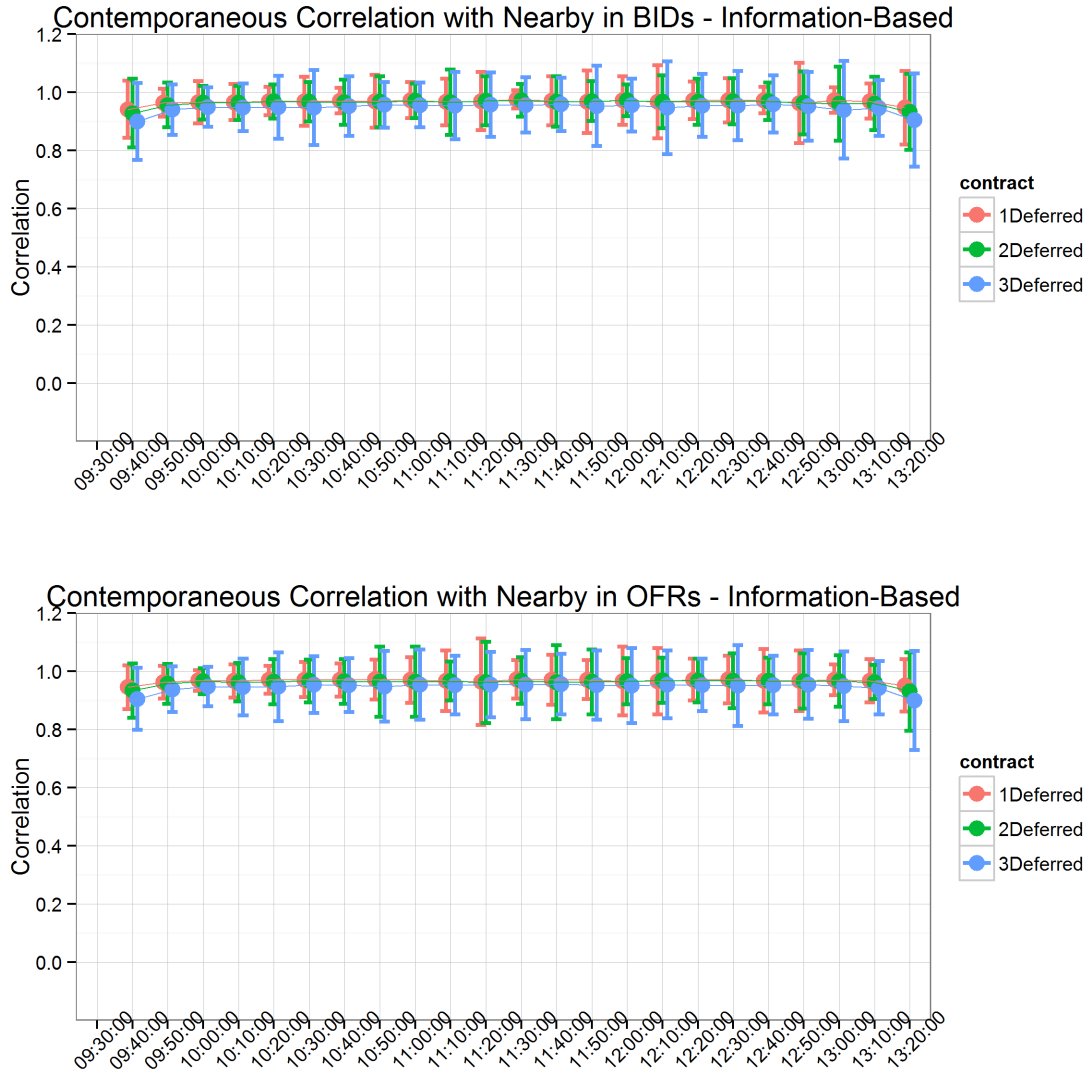 Contemporaneous Correlation with Nearby in BIDs - Information-Based
1.2
1.0
0.8
0.6
0.4
0.2
0.0
Correlation
09:30:00 09:40:00 09:50:00 10:00:00 10:10:00 10:20:00 10:30:00 10:40:00 10:50:00 11:00:00 11:10:00 11:20:00 11:30:00 11:40:00 11:50:00 12:00:00 12:10:00 12:20:00 12:30:00 12:40:00 12:50:00 13:00:00 13:10:00 13:20:00
contract
1Deferred
2Deferred
3Deferred
Contemporaneous Correlation with Nearby in OFRs - Information-Based
1.2
1.0
0.8
0.6
0.4
0.2
0.0
Correlation
09:30:00 09:40:00 09:50:00 10:00:00 10:10:00 10:20:00 10:30:00 10:40:00 10:50:00 11:00:00 11:10:00 11:20:00 11:30:00 11:40:00 11:50:00 12:00:00 12:10:00 12:20:00 12:30:00 12:40:00 12:50:00 13:00:00 13:10:00 13:20:00
contract
1Deferred
2Deferred
3Deferred